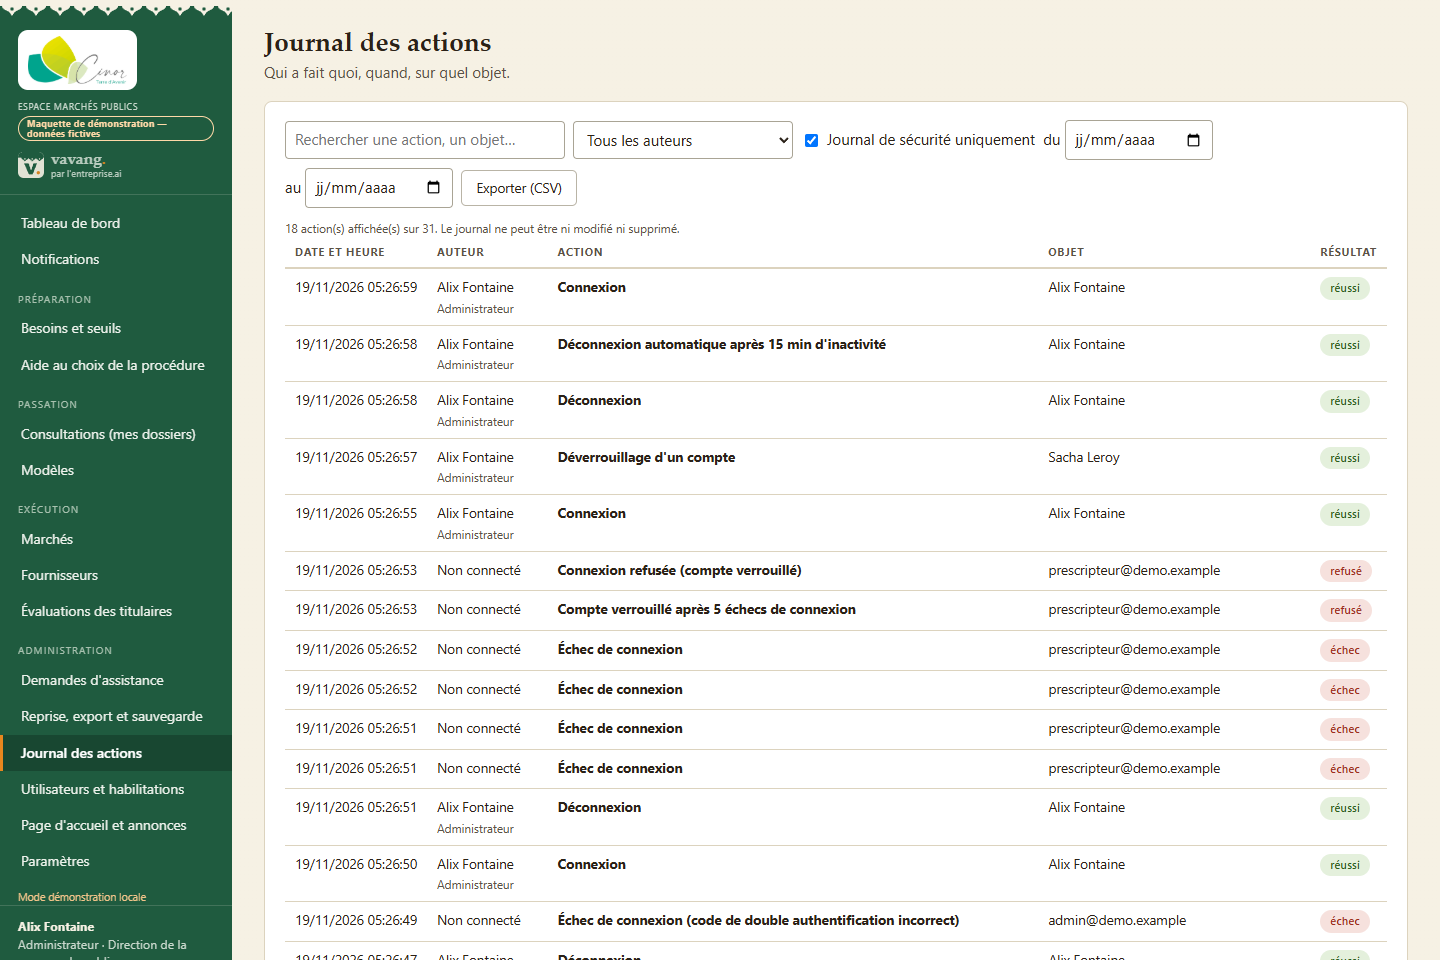 Cinor
ESPACE MARCHÉS PUBLICS
Maquette de démonstration —
données fictives
vavang.
par l'entreprise.ai
Tableau de bord
Notifications
PRÉPARATION
Besoins et seuils
Aide au choix de la procédure
PASSATION
Consultations (mes dossiers)
Modèles
EXÉCUTION
Marchés
Fournisseurs
Évaluations des titulaires
ADMINISTRATION
Demandes d'assistance
Reprise, export et sauvegarde
Journal des actions
Utilisateurs et habilitations
Page d'accueil et annonces
Paramètres
Mode démonstration locale
Alix Fontaine
Administrateur · Direction de la
Journal des actions
Qui a fait quoi, quand, sur quel objet.
Rechercher une action, un objet... Tous les auteurs Journal de sécurité uniquement du jj/mm/aaaa
au jj/mm/aaaa Exporter (CSV)
18 action(s) affichée(s) sur 31. Le journal ne peut être ni modifié ni supprimé.
DATE ET HEURE AUTEUR ACTION OBJET RÉSULTAT
19/11/2026 05:26:59 Alix Fontaine Connexion Alix Fontaine réussi
Administrateur
19/11/2026 05:26:58 Alix Fontaine Déconnexion automatique après 15 min d'inactivité Alix Fontaine réussi
Administrateur
19/11/2026 05:26:58 Alix Fontaine Déconnexion Alix Fontaine réussi
Administrateur
19/11/2026 05:26:57 Alix Fontaine Déverrouillage d'un compte Sacha Leroy réussi
Administrateur
19/11/2026 05:26:55 Alix Fontaine Connexion Alix Fontaine réussi
Administrateur
19/11/2026 05:26:53 Non connecté Connexion refusée (compte verrouillé) prescripteur@demo.example refusé
19/11/2026 05:26:53 Non connecté Compte verrouillé après 5 échecs de connexion prescripteur@demo.example refusé
19/11/2026 05:26:52 Non connecté Échec de connexion prescripteur@demo.example échec
19/11/2026 05:26:52 Non connecté Échec de connexion prescripteur@demo.example échec
19/11/2026 05:26:51 Non connecté Échec de connexion prescripteur@demo.example échec
19/11/2026 05:26:51 Non connecté Échec de connexion prescripteur@demo.example échec
19/11/2026 05:26:51 Alix Fontaine Déconnexion Alix Fontaine réussi
Administrateur
19/11/2026 05:26:50 Alix Fontaine Connexion Alix Fontaine réussi
Administrateur
19/11/2026 05:26:49 Non connecté Échec de connexion (code de double authentification incorrect) admin@demo.example échec
19/11/2026 05:26:47 Alix Fontaine Déconnexion Alix Fontaine réussi